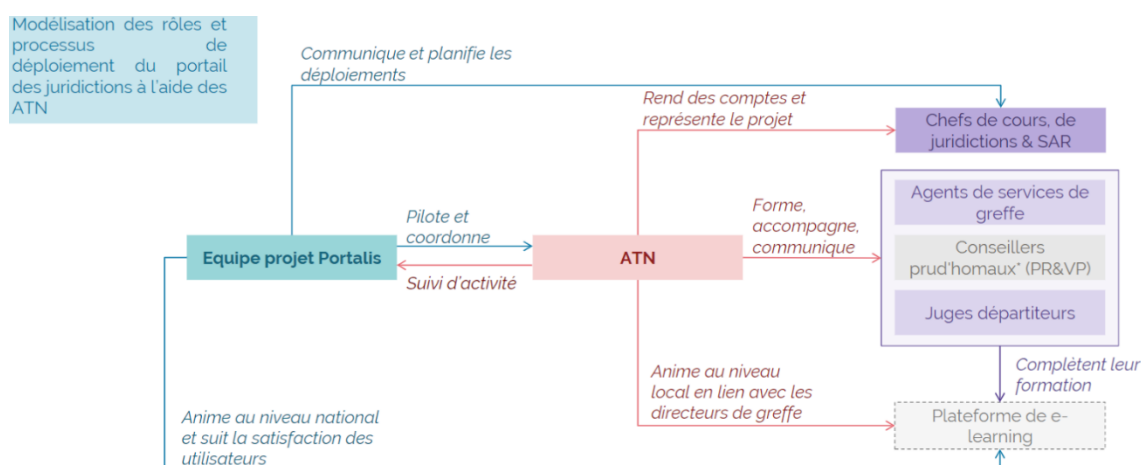 Modélisation des rôles et
processus de
déploiement du portail
des juridictions à l'aide des
ATN
Communique et planifie les
déploiements
Rend des comptes et
représente le projet
Chefs de cours, de
juridictions & SAR
Agents de services de
greffe
Pilote et
coordonne
Forme,
accompagne,
communique
Equipe projet Portalis
ATN
Conseillers
prud'homaux* (PR&VP)
Suivi d'activité
Juges départiteurs
Anime au niveau
local en lien avec les
directeurs de greffe
Complètent leur
formation
Plateforme de e-
learning
Anime au niveau national
et suit la satisfaction des
utilisateurs